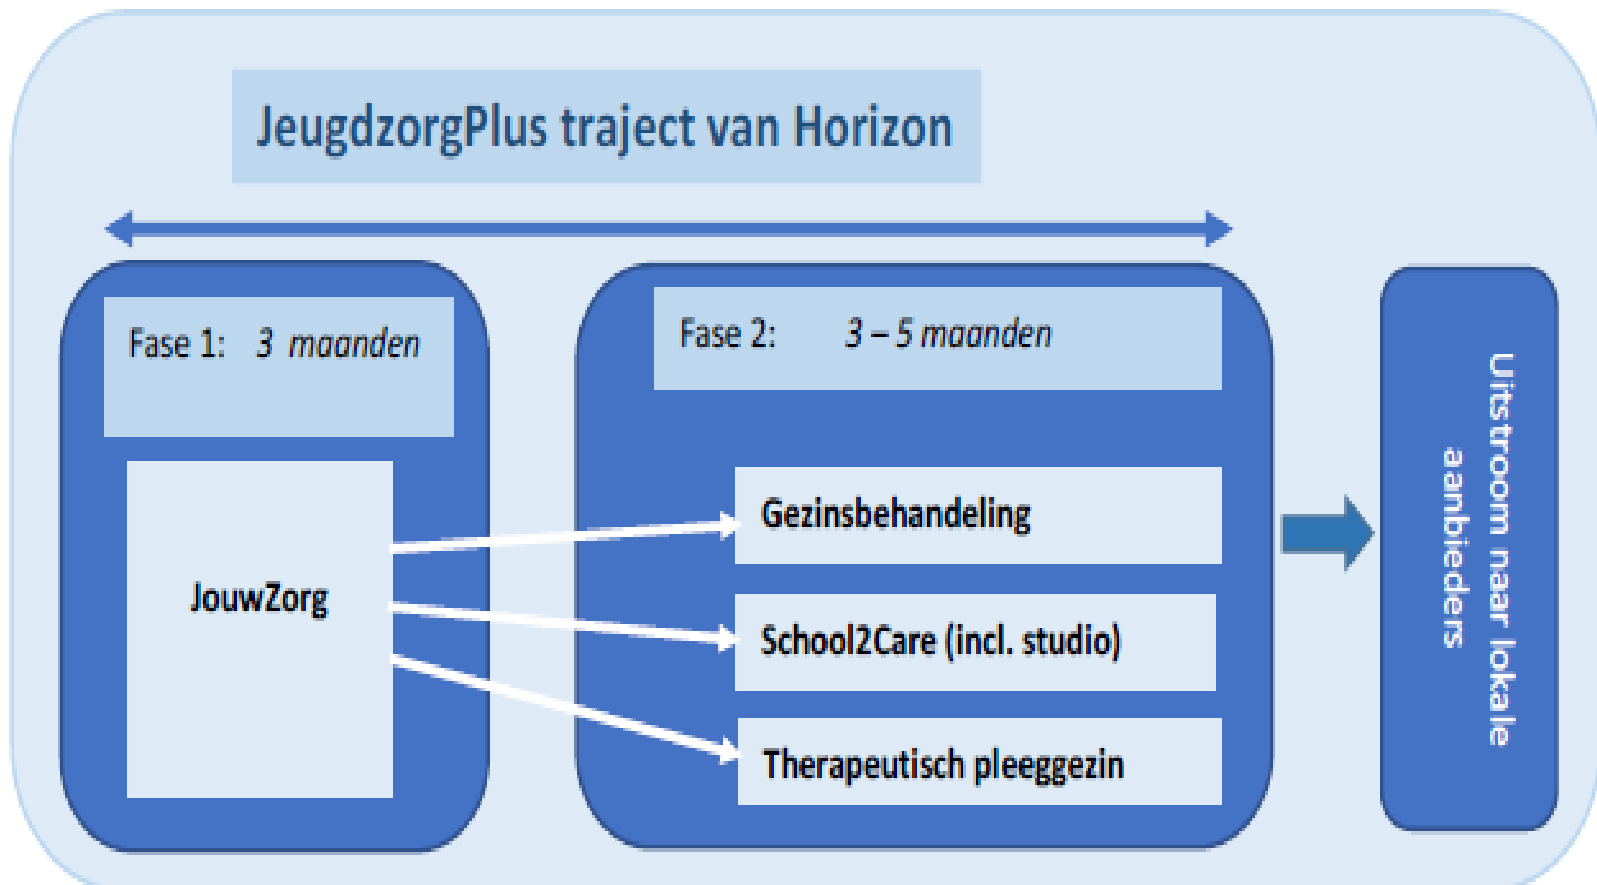 JeugdzorgPlus traject van Horizon
Fase 1: 3 maanden
JouwZorg
Fase 2: 3 – 5 maanden
Gezinsbehandeling
School2Care (incl. studio)
Therapeutisch pleeggezin
Uitstroom naar lokale
aanbieders